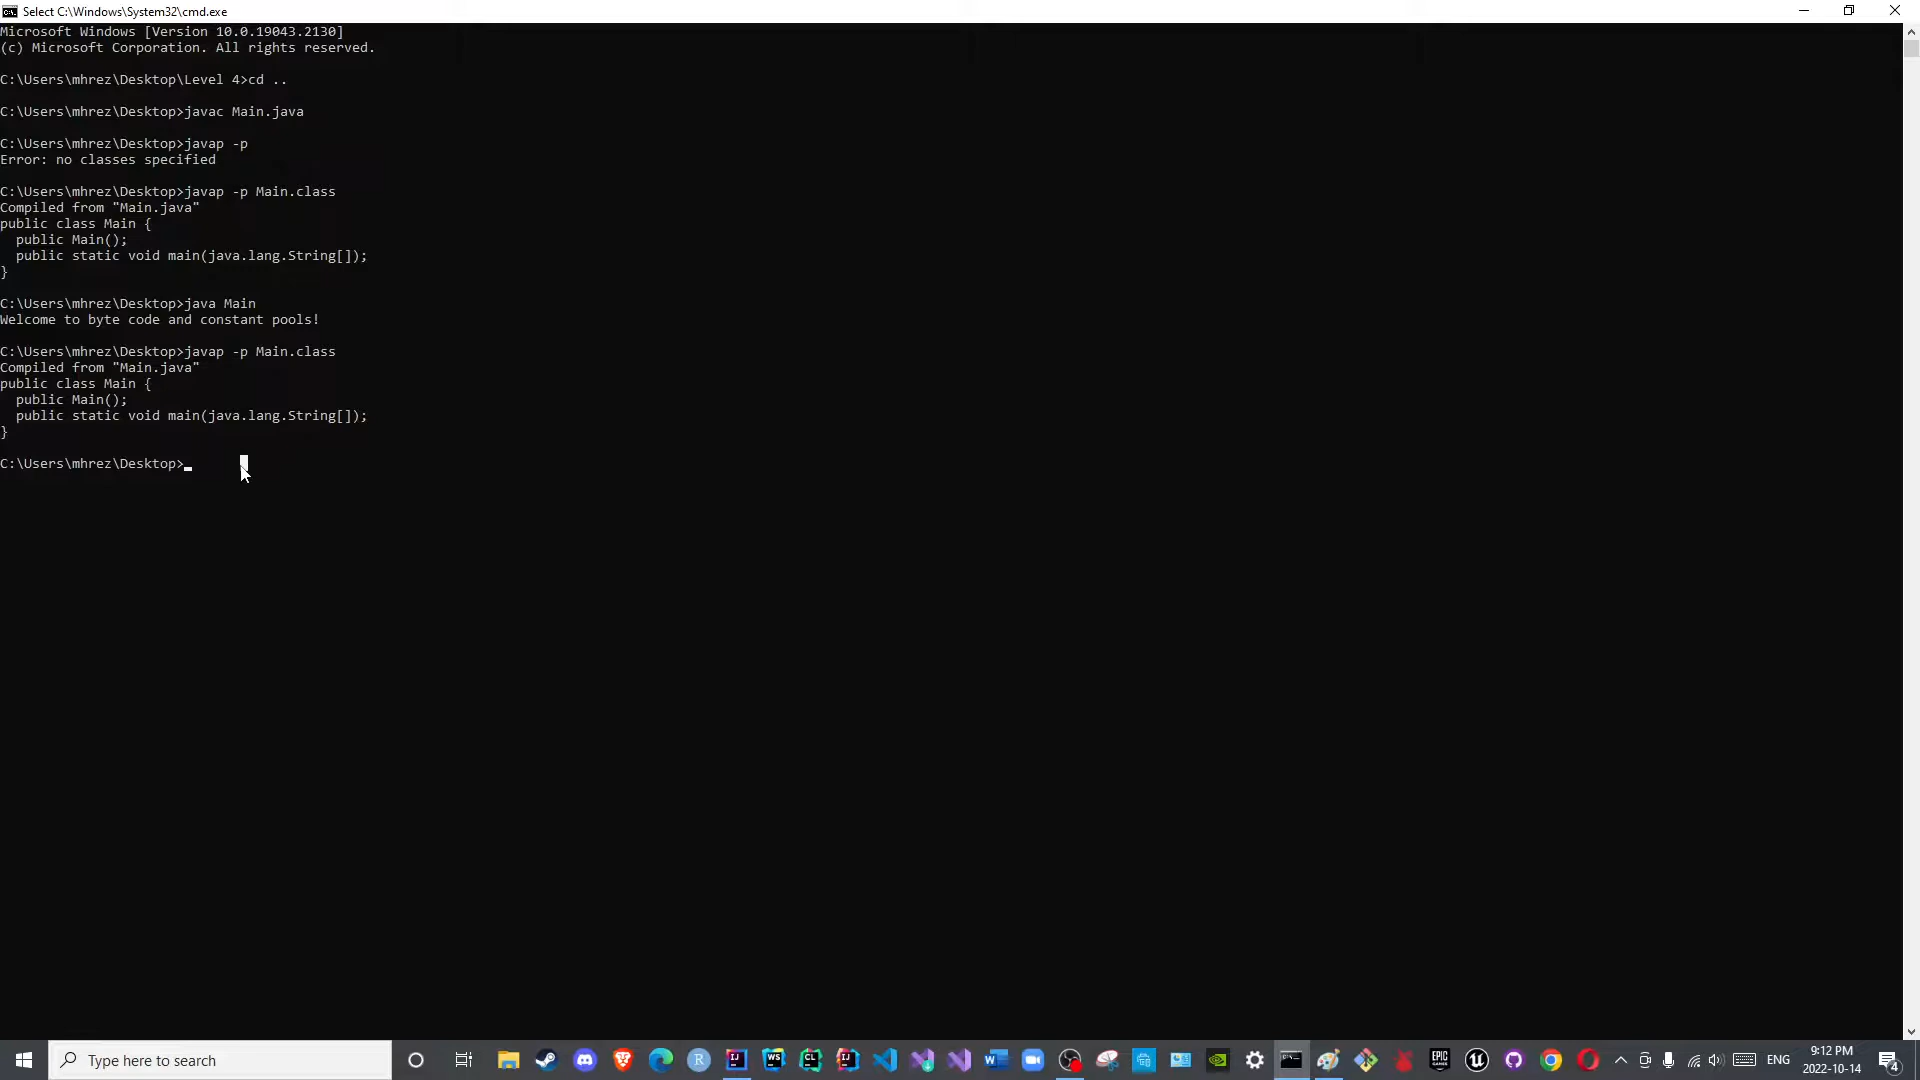 Select C:\Windows\System32\cmd.exe
Microsoft Windows [Version 10.0.19043.2130]
(c) Microsoft Corporation. All rights reserved.
C:\Users\mhrez\Desktop\Level 4>cd ..
C:\Users\mhrez\Desktop>javac Main.java
C:\Users\mhrez\Desktop>javap -p
Error: no classes specified
C:\Users\mhrez\Desktop>javap -p Main.class
Compiled from "Main.java"
public class Main {
  public Main();
  public static void main(java.lang.String[]);
}
C:\Users\mhrez\Desktop>java Main
Welcome to byte code and constant pools!
C:\Users\mhrez\Desktop>javap -p Main.class
Compiled from "Main.java"
public class Main {
  public Main();
  public static void main(java.lang.String[]);
}
C:\Users\mhrez\Desktop>
Type here to search
ENG
9:12 PM
2022-10-14
4